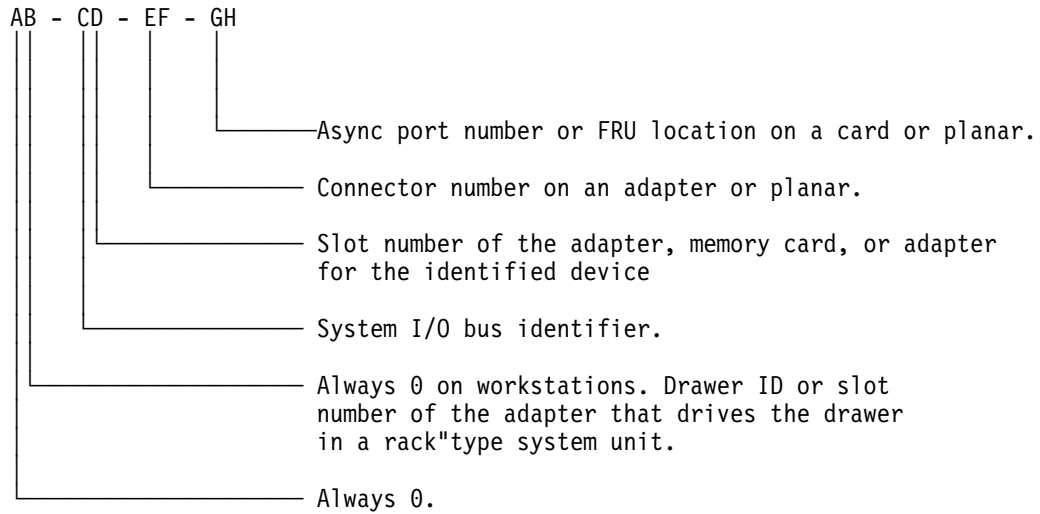 AB - CD - EF - GH
Async port number or FRU location on a card or planar.
Connector number on an adapter or planar.
Slot number of the adapter, memory card, or adapter
for the identified device
System I/O bus identifier.
Always 0 on workstations. Drawer ID or slot
number of the adapter that drives the drawer
in a rack"type system unit.
Always 0.